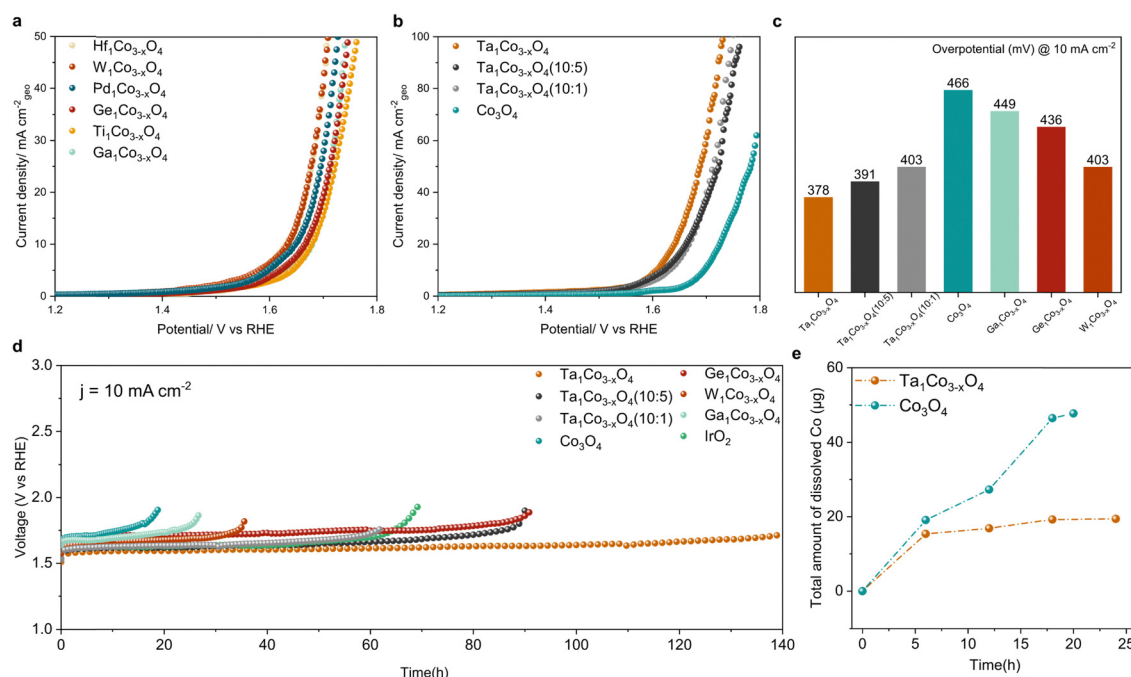 a
50
40
30
20
10
0
Current density/ mA cm⁻²geo
Hf₁Co₃₋ₓO₄
W₁Co₃₋ₓO₄
Pd₁Co₃₋ₓO₄
Ge₁Co₃₋ₓO₄
Ti₁Co₃₋ₓO₄
Ga₁Co₃₋ₓO₄
1.2 1.4 1.6 1.8
Potential/ V vs RHE
b
100
80
60
40
20
0
Current density/ mA cm⁻²geo
Ta₁Co₃₋ₓO₄
Ta₁Co₃₋ₓO₄(10:5)
Ta₁Co₃₋ₓO₄(10:1)
Co₃O₄
1.2 1.4 1.6 1.8
Potential/ V vs RHE
c
Overpotential (mV) @ 10 mA cm⁻²
378 391 403 466 449 436 403
Ta₁Co₃₋ₓO₄
Ta₁Co₃₋ₓO₄(10:5)
Ta₁Co₃₋ₓO₄(10:1)
Co₃O₄
Ga₁Co₃₋ₓO₄
Ge₁Co₃₋ₓO₄
W₁Co₃₋ₓO₄
d
3.0
2.5
2.0
1.5
1.0
Voltage (V vs RHE)
j = 10 mA cm⁻²
Ta₁Co₃₋ₓO₄
Ta₁Co₃₋ₓO₄(10:5)
Ta₁Co₃₋ₓO₄(10:1)
Co₃O₄
Ge₁Co₃₋ₓO₄
W₁Co₃₋ₓO₄
Ga₁Co₃₋ₓO₄
IrO₂
0 20 40 60 80 100 120 140
Time(h)
e
60
40
20
0
Total amount of dissolved Co (µg)
Ta₁Co₃₋ₓO₄
Co₃O₄
0 5 10 15 20 25
Time(h)